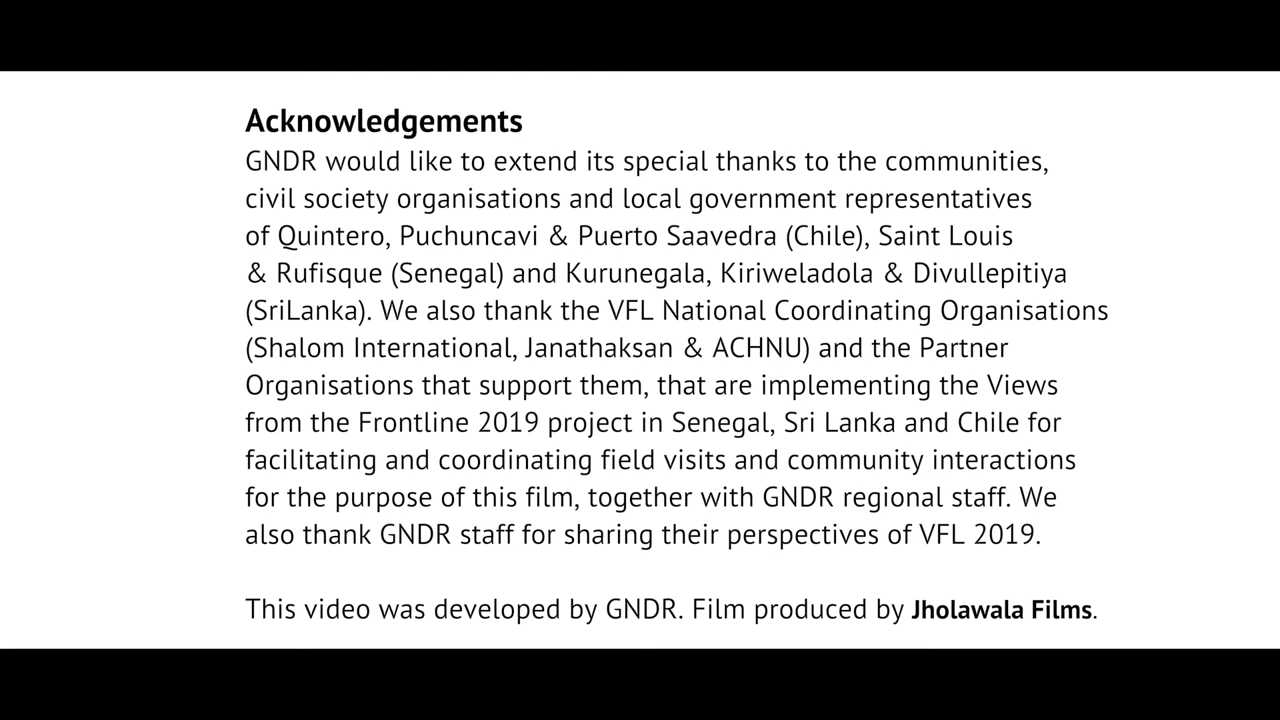 Acknowledgements
GNDR would like to extend its special thanks to the communities,
civil society organisations and local government representatives
of Quintero, Puchuncavi & Puerto Saavedra (Chile), Saint Louis
& Rufisque (Senegal) and Kurunegala, Kiriweladola & Divullepitiya
(SriLanka). We also thank the VFL National Coordinating Organisations
(Shalom International, Janathaksan & ACHNU) and the Partner
Organisations that support them, that are implementing the Views
from the Frontline 2019 project in Senegal, Sri Lanka and Chile for
facilitating and coordinating field visits and community interactions
for the purpose of this film, together with GNDR regional staff. We
also thank GNDR staff for sharing their perspectives of VFL 2019.
This video was developed by GNDR. Film produced by Jholawala Films.